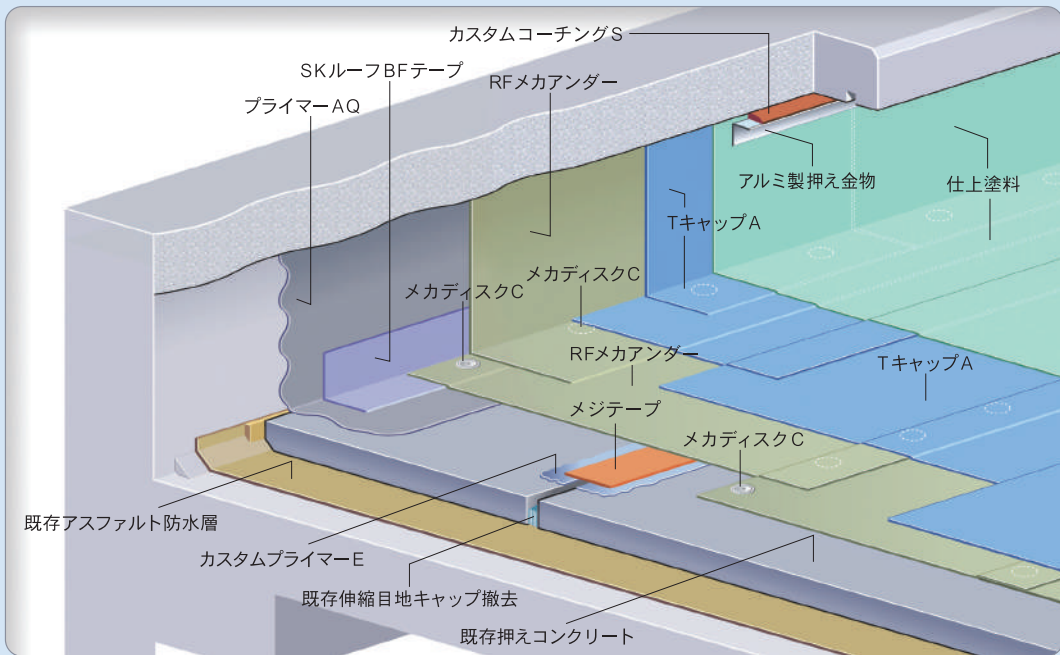 カスタムコーチングS
SKルーフBFテープ
RFメカアンダー
プライマーAQ
アルミ製押え金物
仕上塗料
TキャップA
メカディスクC
メカディスクC
RFメカアンダー
TキャップA
メジテープ
メカディスクC
既存アスファルト防水層
カスタムプライマーE
既存伸縮目地キャップ撤去
既存押えコンクリート